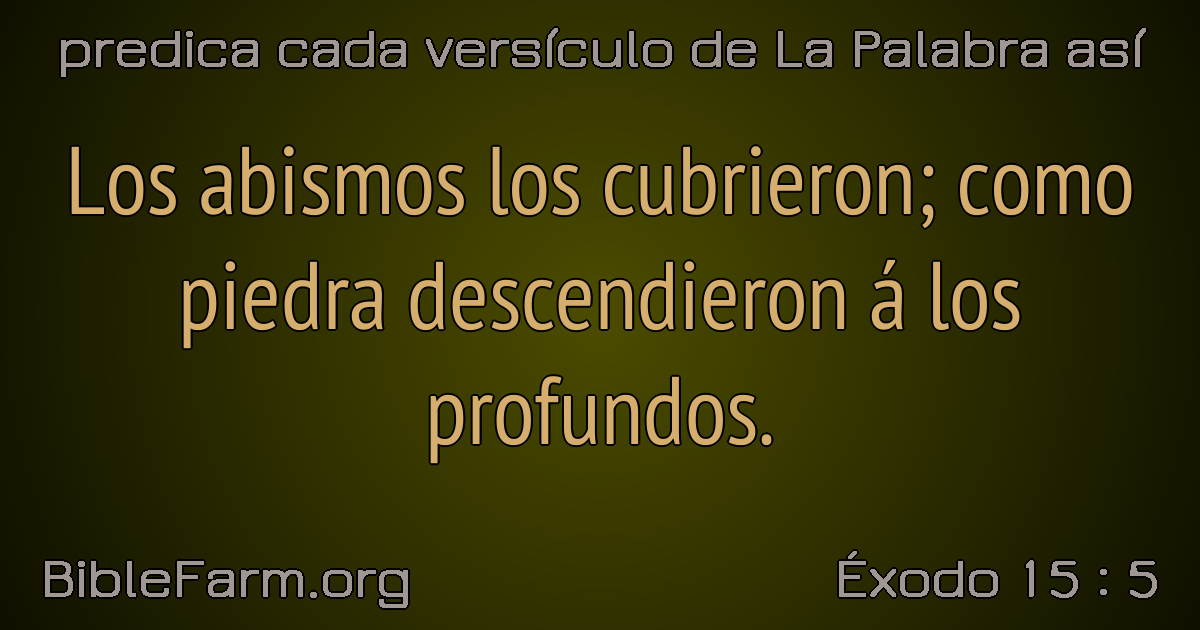 predica cada versículo de La Palabra así
Los abismos los cubrieron; como
piedra descendieron á los
profundos.
BibleFarm.org
Éxodo 15 : 5